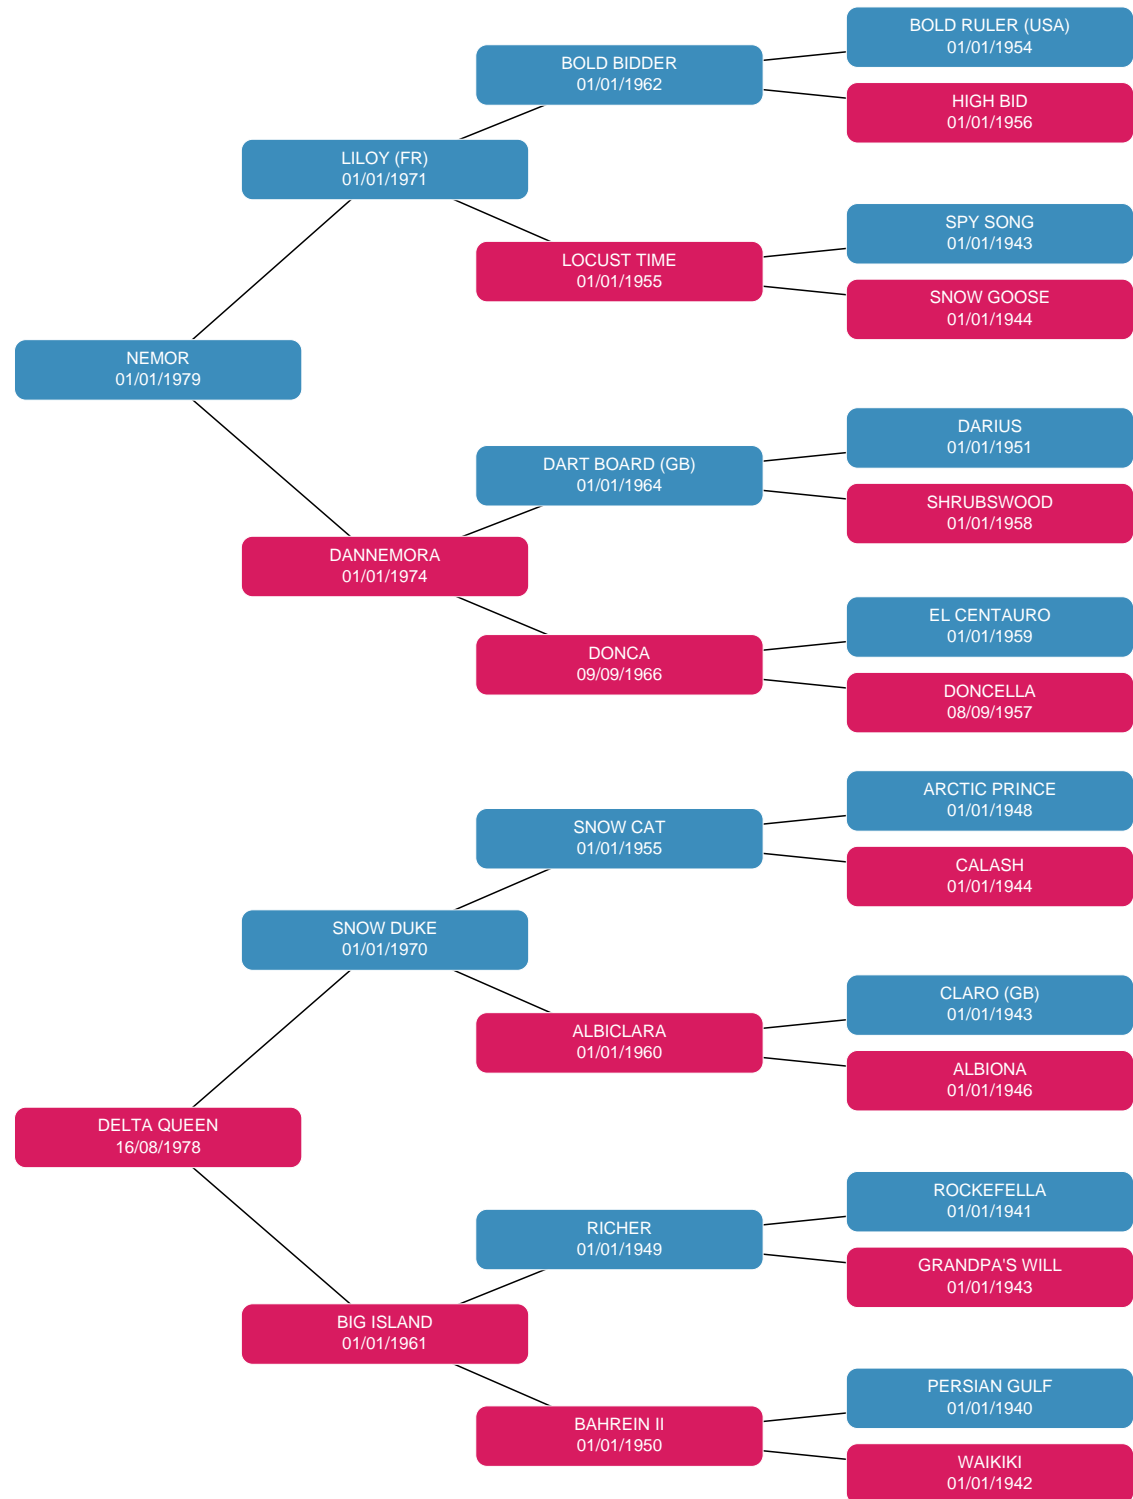 BOLD RULER (USA)
01/01/1954
BOLD BIDDER
01/01/1962
HIGH BID
01/01/1956
LILOY (FR)
01/01/1971
SPY SONG
01/01/1943
LOCUST TIME
01/01/1955
SNOW GOOSE
01/01/1944
NEMOR
01/01/1979
DARIUS
01/01/1951
DART BOARD (GB)
01/01/1964
SHRUBSWOOD
01/01/1958
DANNEMORA
01/01/1974
EL CENTAURO
01/01/1959
DONCA
09/09/1966
DONCELLA
08/09/1957
ARCTIC PRINCE
01/01/1948
SNOW CAT
01/01/1955
CALASH
01/01/1944
SNOW DUKE
01/01/1970
CLARO (GB)
01/01/1943
ALBICLARA
01/01/1960
ALBIONA
01/01/1946
DELTA QUEEN
16/08/1978
ROCKEFELLA
01/01/1941
RICHER
01/01/1949
GRANDPA'S WILL
01/01/1943
BIG ISLAND
01/01/1961
PERSIAN GULF
01/01/1940
BAHREIN II
01/01/1950
WAIKIKI
01/01/1942